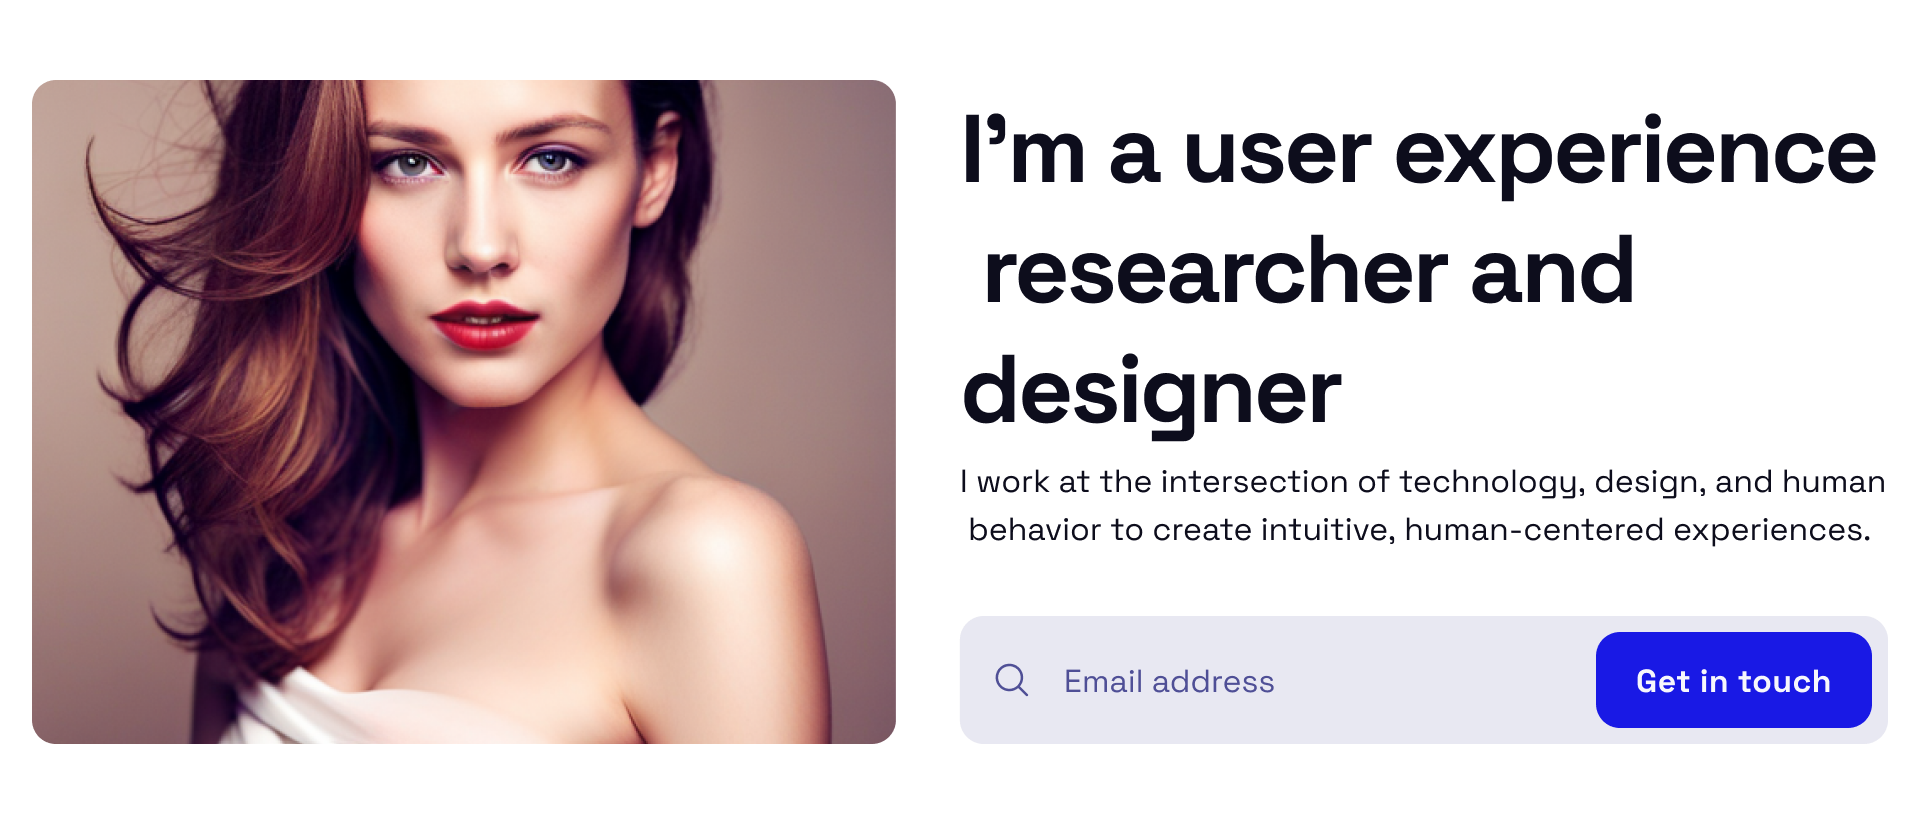 I’m a user experience
researcher and
designer
I work at the intersection of technology, design, and human
behavior to create intuitive, human-centered experiences.
Email address
Get in touch